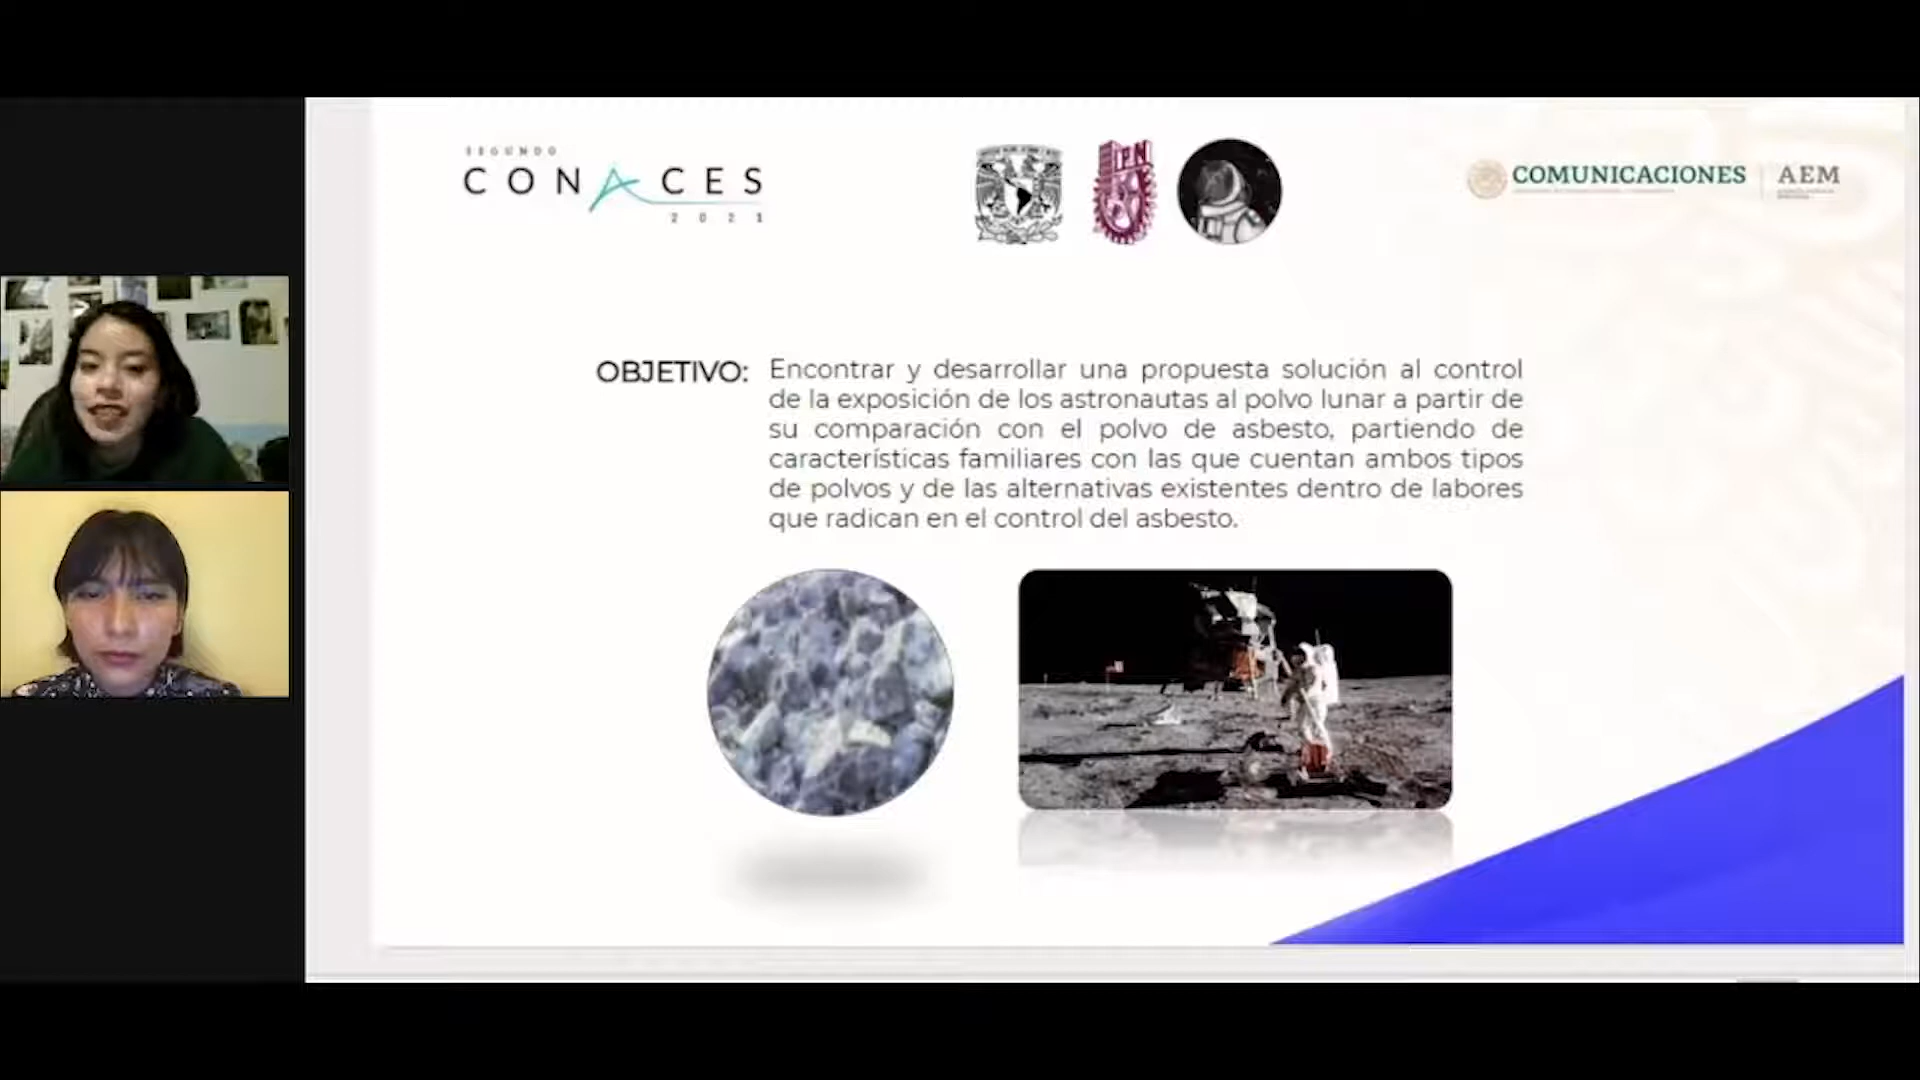 SEGUNDO
CONACES
2021
IPN
COMUNICACIONES
AEM
OBJETIVO:
Encontrar y desarrollar una propuesta solución al control
de la exposición de los astronautas al polvo lunar a partir de
su comparación con el polvo de asbesto, partiendo de
características familiares con las que cuentan ambos tipos
de polvos y de las alternativas existentes dentro de labores
que radican en el control del asbesto.